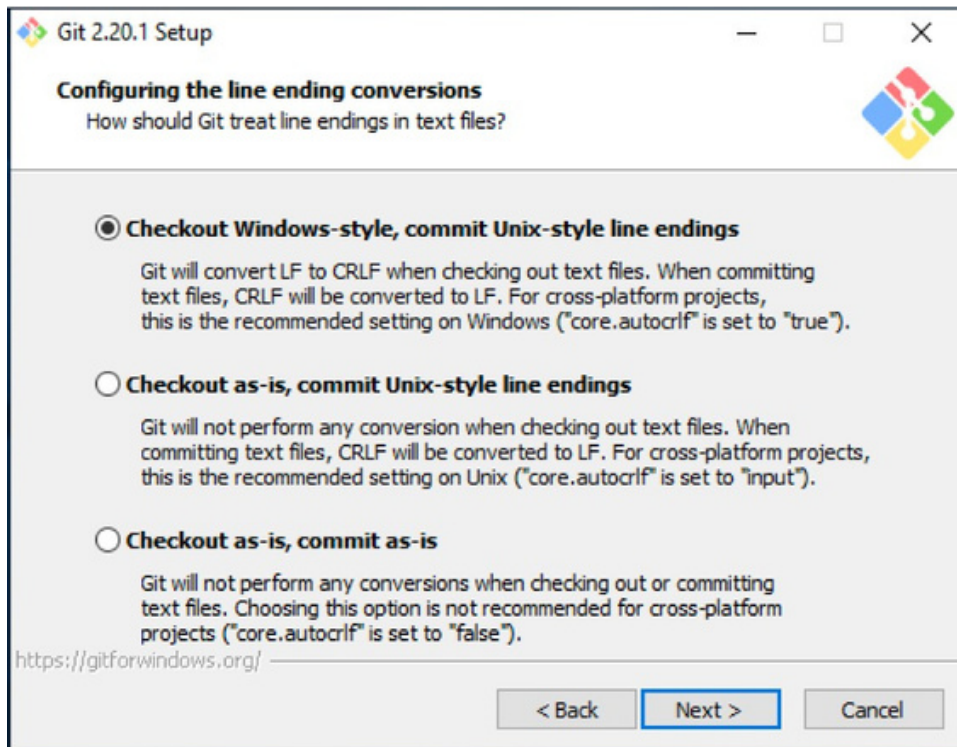 Git 2.20.1 Setup
Configuring the line ending conversions
How should Git treat line endings in text files?
Checkout Windows-style, commit Unix-style line endings
Git will convert LF to CRLF when checking out text files. When committing
text files, CRLF will be converted to LF. For cross-platform projects,
this is the recommended setting on Windows ("core.autocrlf" is set to "true").
Checkout as-is, commit Unix-style line endings
Git will not perform any conversion when checking out text files. When
committing text files, CRLF will be converted to LF. For cross-platform projects,
this is the recommended setting on Unix ("core.autocrlf" is set to "input").
Checkout as-is, commit as-is
Git will not perform any conversions when checking out or committing
text files. Choosing this option is not recommended for cross-platform
projects ("core.autocrlf" is set to "false").
https://gitforwindows.org/
< Back Next > Cancel